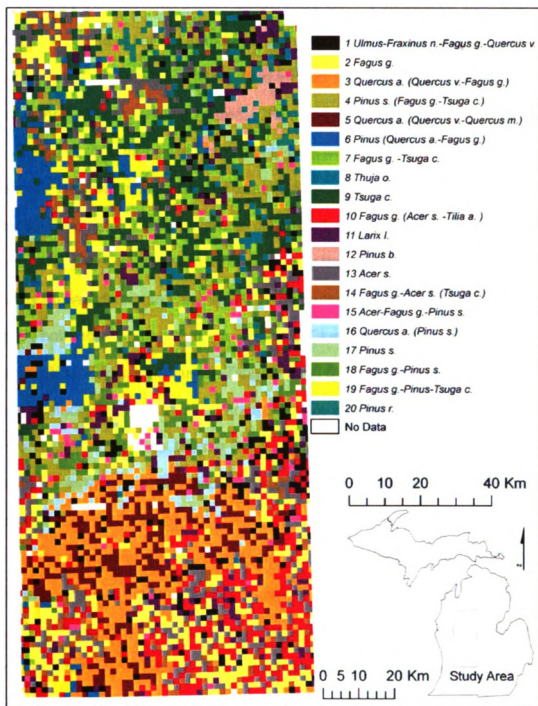 1 Ulmus-Fraxinus n.-Fagus g.-Quercus v.
2 Fagus g.
3 Quercus a. (Quercus v.-Fagus g.)
4 Pinus s. (Fagus g.-Tsuga c.)
5 Quercus a. (Quercus v.-Quercus m.)
6 Pinus (Quercus a.-Fagus g.)
7 Fagus g. -Tsuga c.
8 Thuja o.
9 Tsuga c.
10 Fagus g. (Acer s. -Tilia a. )
11 Larix l.
12 Pinus b.
13 Acer s.
14 Fagus g.-Acer s. (Tsuga c.)
15 Acer-Fagus g.-Pinus s.
16 Quercus a. (Pinus s.)
17 Pinus s.
18 Fagus g.-Pinus s.
19 Fagus g.-Pinus-Tsuga c.
20 Pinus r.
No Data
0 10 20 40 Km
0 5 10 20 Km
Study Area